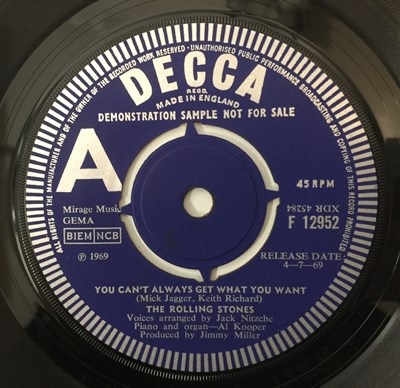 ALL RIGHTS OF THE MANUFACTURER AND OF THE OWNER OF THE RECORDED WORK RESERVED · UNAUTHORISED PUBLIC PERFORMANCE BROADCASTING AND COPYING OF THIS RECORD PROHIBITED
DECCA
REGD.
MADE IN ENGLAND
DEMONSTRATION SAMPLE NOT FOR SALE
A
45 RPM
XDR 45284
F 12952
Mirage Music
GEMA
BIEM NCB
℗ 1969
RELEASE DATE
4-7-69
YOU CAN'T ALWAYS GET WHAT YOU WANT
(Mick Jagger, Keith Richard)
THE ROLLING STONES
Voices arranged by Jack Nitzche
Piano and organ—Al Kooper
Produced by Jimmy Miller